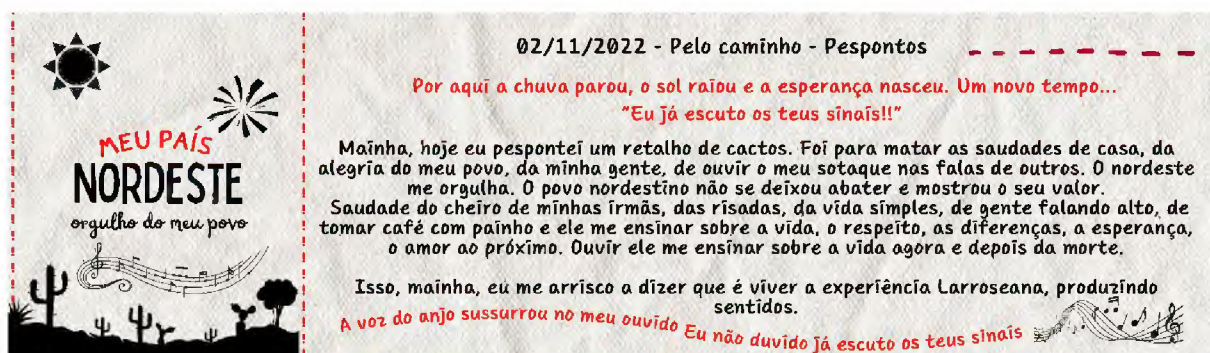 MEU PAÍS
NORDESTE
orgulho do meu povo
02/11/2022 - Pelo caminho - Pespontos
Por aqui a chuva parou, o sol raiou e a esperança nasceu. Um novo tempo...
"Eu já escuto os teus sinais!!"
Mainha, hoje eu pespontei um retalho de cactos. Foi para matar as saudades de casa, da
alegria do meu povo, da minha gente, de ouvir o meu sotaque nas falas de outros. O nordeste
me orgulha. O povo nordestino não se deixou abater e mostrou o seu valor.
Saudade do cheiro de minhas irmãs, das risadas, da vida simples, de gente falando alto, de
tomar café com painho e ele me ensinar sobre a vida, o respeito, as diferenças, a esperança,
o amor ao próximo. Ouvir ele me ensinar sobre a vida agora e depois da morte.
Isso, mainha, eu me arrisco a dizer que é viver a experiência Larroseana, produzindo
sentidos.
A voz do anjo sussurrou no meu ouvido Eu não duvido já escuto os teus sinais